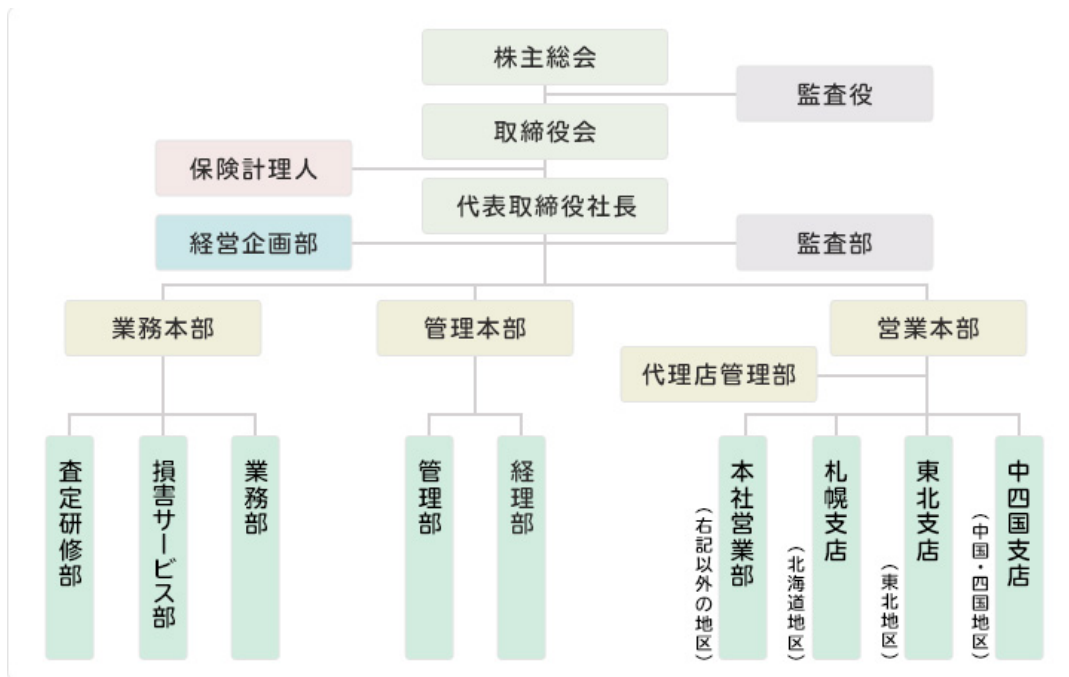 株主総会
監査役
取締役会
保険計理人
代表取締役社長
経営企画部
監査部
業務本部
管理本部
営業本部
代理店管理部
査定研修部
損害サービス部
業務部
管理部
経理部
本社営業部
（右記以外の地区）
札幌支店
（北海道地区）
東北支店
（東北地区）
中四国支店
（中国・四国地区）